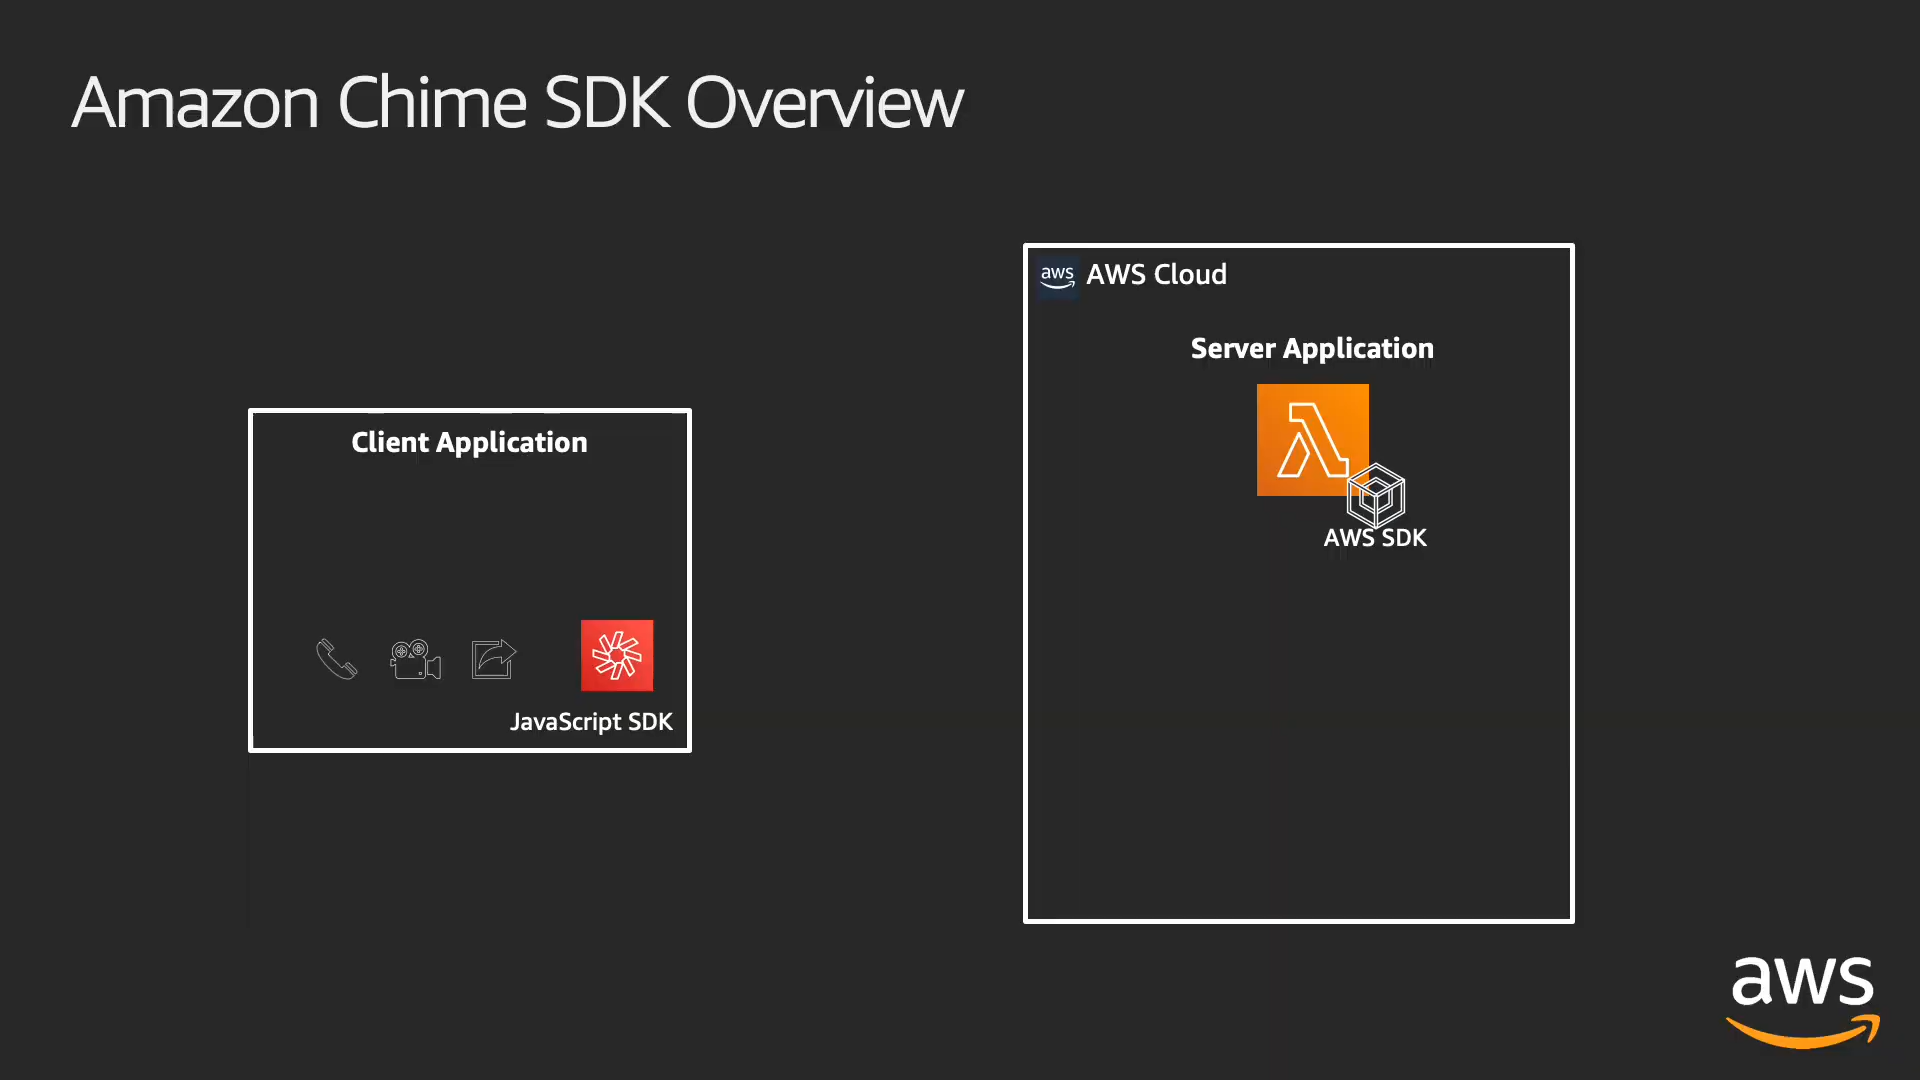 Amazon Chime SDK Overview
aws AWS Cloud
Server Application
AWS SDK
Client Application
JavaScript SDK
aws